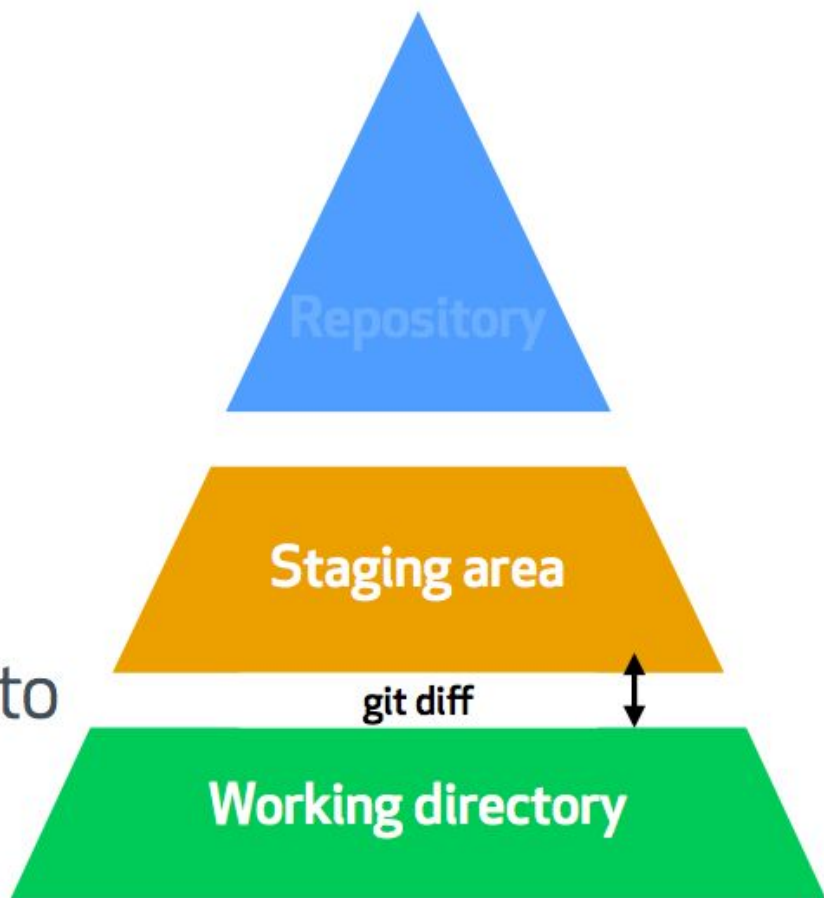 Repository
Staging area
to
git diff
Working directory